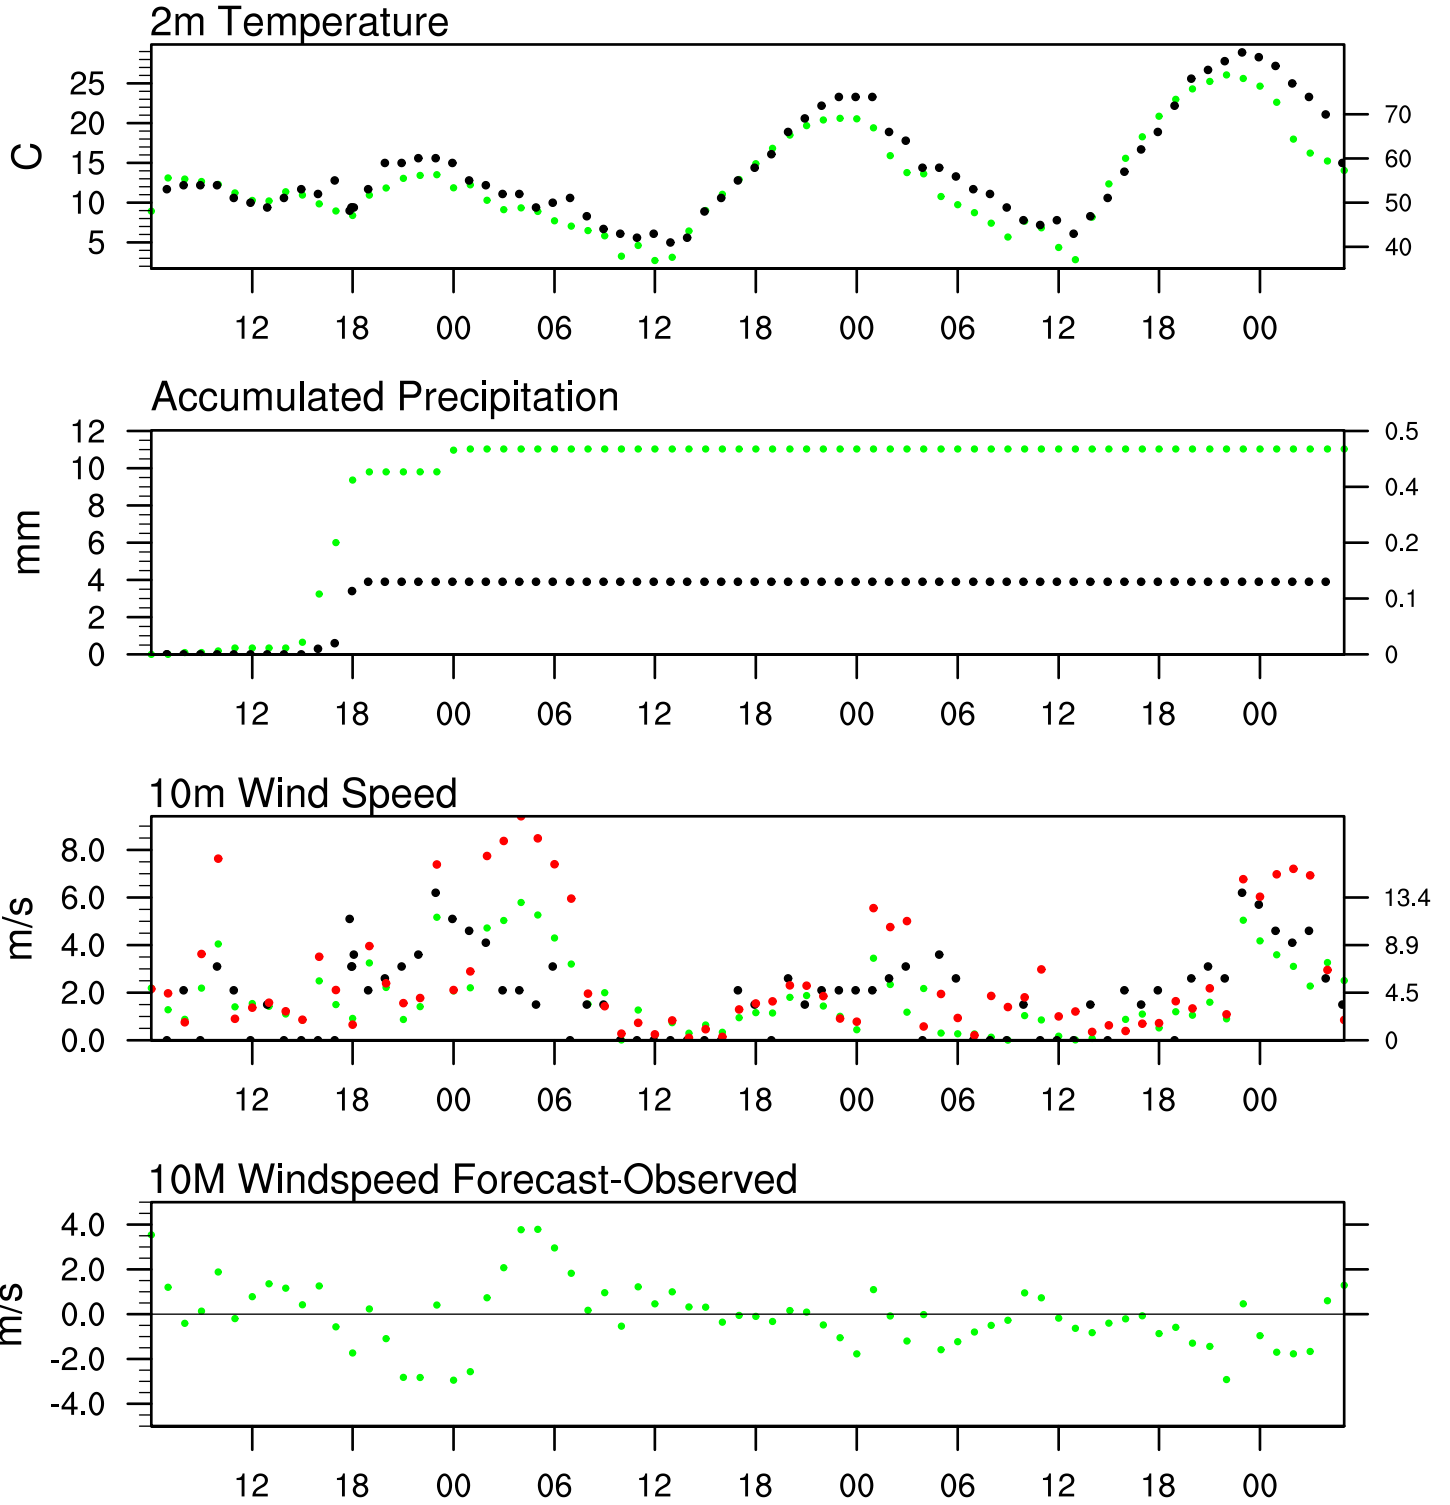 2m Temperature
C
25
20
15
10
5
70
60
50
40
12 18 00 06 12 18 00 06 12 18 00
Accumulated Precipitation
mm
12
10
8
6
4
2
0
0.5
0.4
0.2
0.1
0
12 18 00 06 12 18 00 06 12 18 00
10m Wind Speed
m/s
8.0
6.0
4.0
2.0
0.0
13.4
8.9
4.5
0
12 18 00 06 12 18 00 06 12 18 00
10M Windspeed Forecast-Observed
m/s
4.0
2.0
0.0
-2.0
-4.0
12 18 00 06 12 18 00 06 12 18 00